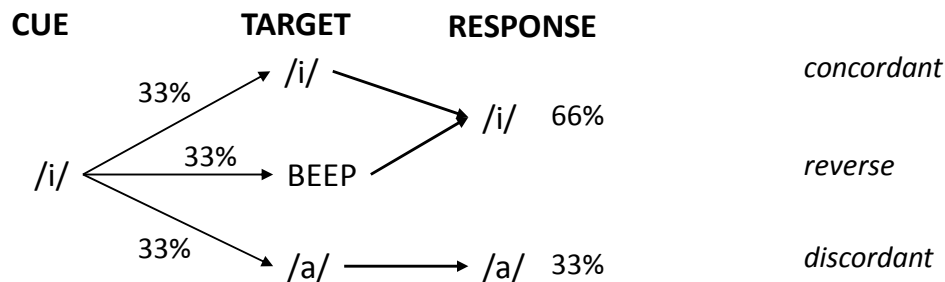 CUE TARGET RESPONSE
/i/ concordant
33%
/i/ 66%
33%
/i/ BEEP reverse
33%
/a/ /a/ 33% discordant